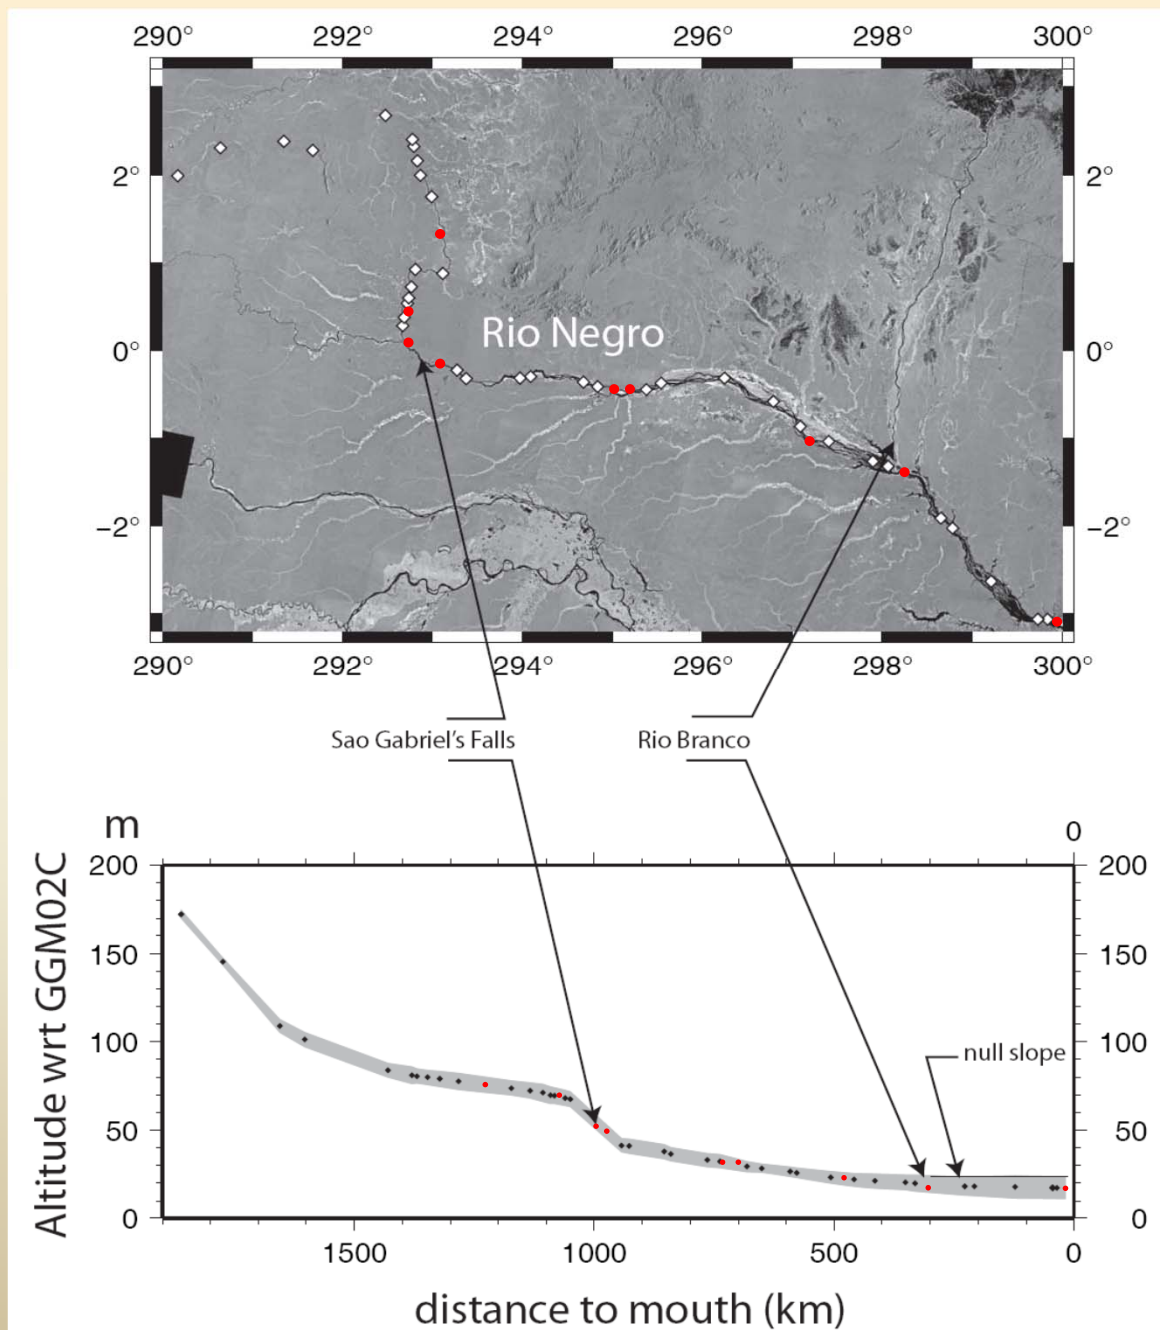 290° 292° 294° 296° 298° 300°
2° 2°
Rio Negro
0° 0°
−2° −2°
290° 292° 294° 296° 298° 300°
Sao Gabriel's Falls Rio Branco
m 0
200 200
150 150
100 100
null slope
50 50
0 0
Altitude wrt GGM02C
1500 1000 500 0
distance to mouth (km)